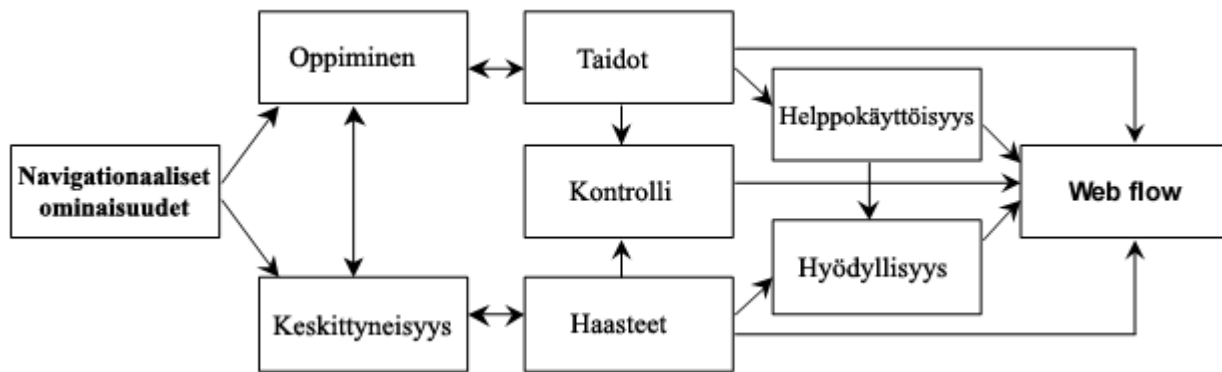 Oppiminen
Taidot
Helppokäyttöisyys
Navigationaaliset
ominaisuudet
Kontrolli
Web flow
Hyödyllisyys
Keskittyneisyys
Haasteet